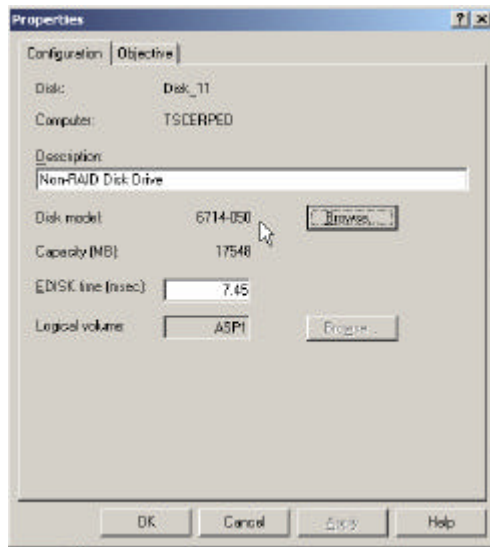 Properties
Configuration Objective
Disk: Disk_11
Computer: TSCERPED
Description:
Non-RAID Disk Drive
Disk model: 6714-050 Browse...
Capacity (MB): 17548
EDISK time (msec): 7.45
Logical volume: ASP1 Browse...
OK Cancel Apply Help